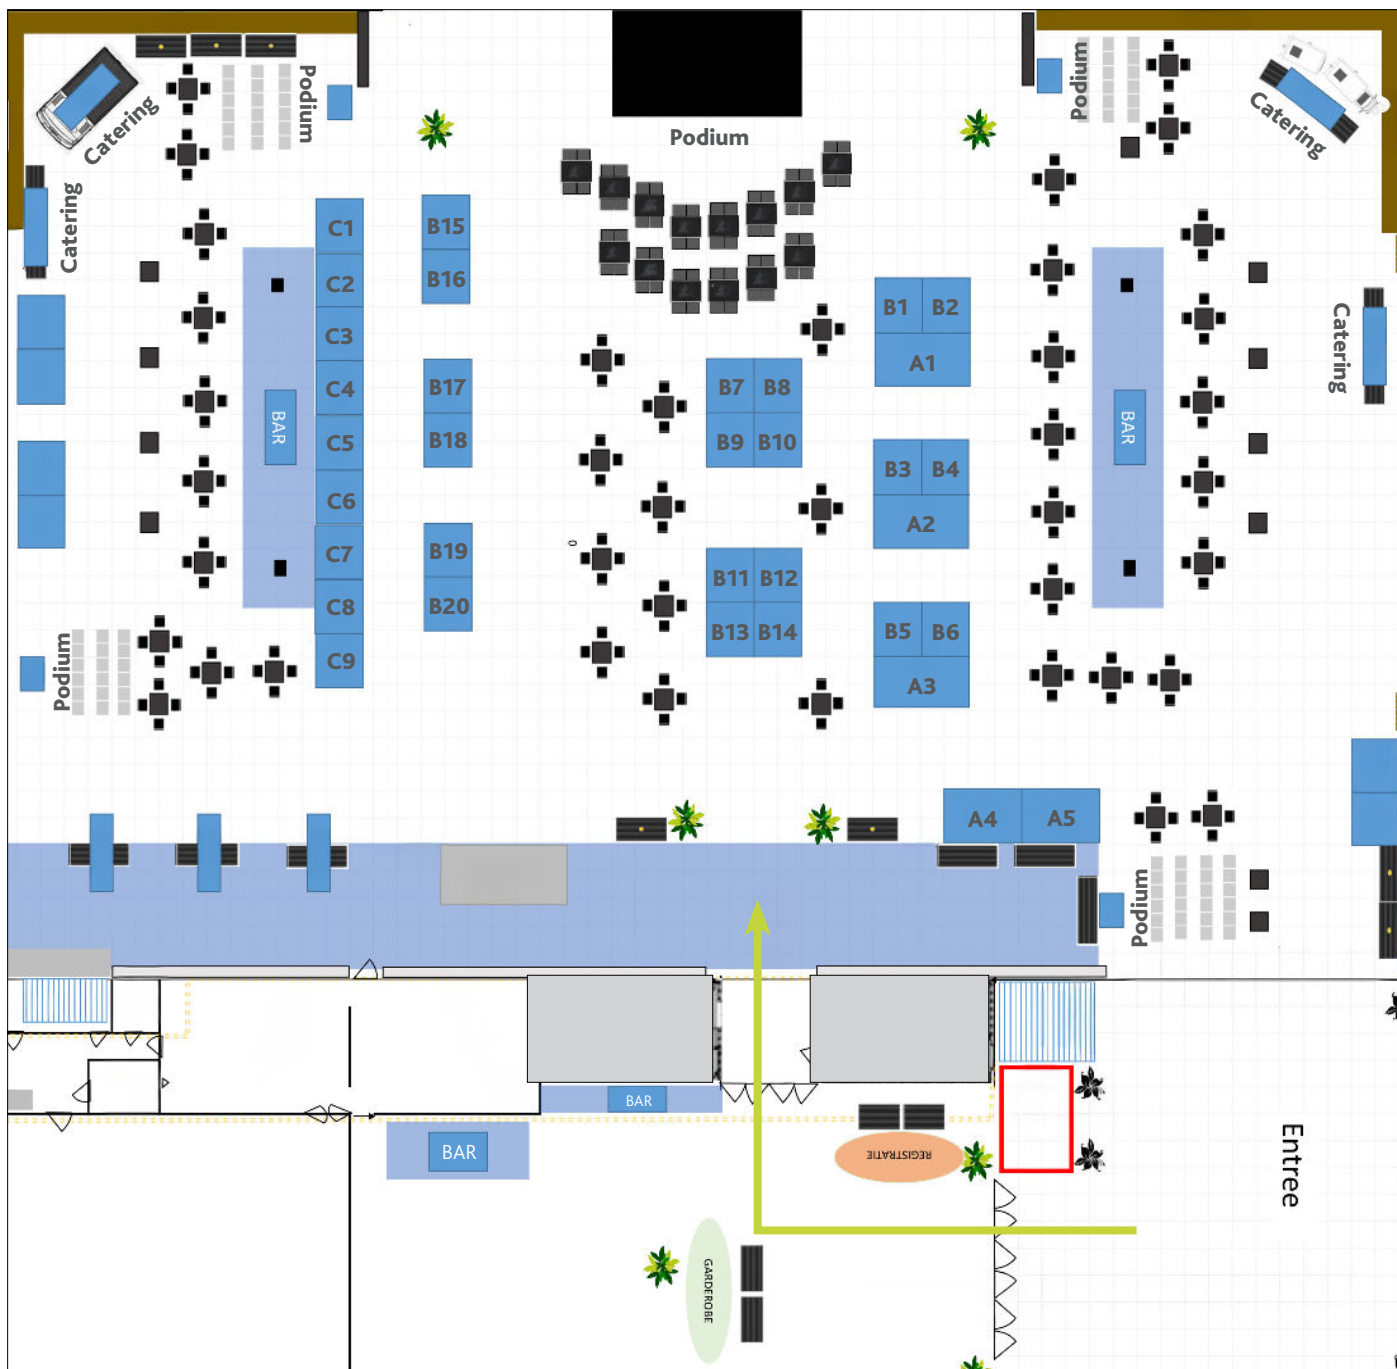 Podium
Podium
Podium
Catering
Catering
Catering
Catering
C1
B15
C2
B16
B1 B2
C3
A1
C4
B17
B7 B8
BAR
BAR
C5
B18
B9 B10
B3 B4
C6
A2
C7
B19
B11 B12
C8
B20
B13 B14
B5 B6
C9
A3
Podium
A4 A5
Podium
BAR
BAR
REGISTRATIE
Entree
GARDEROBE